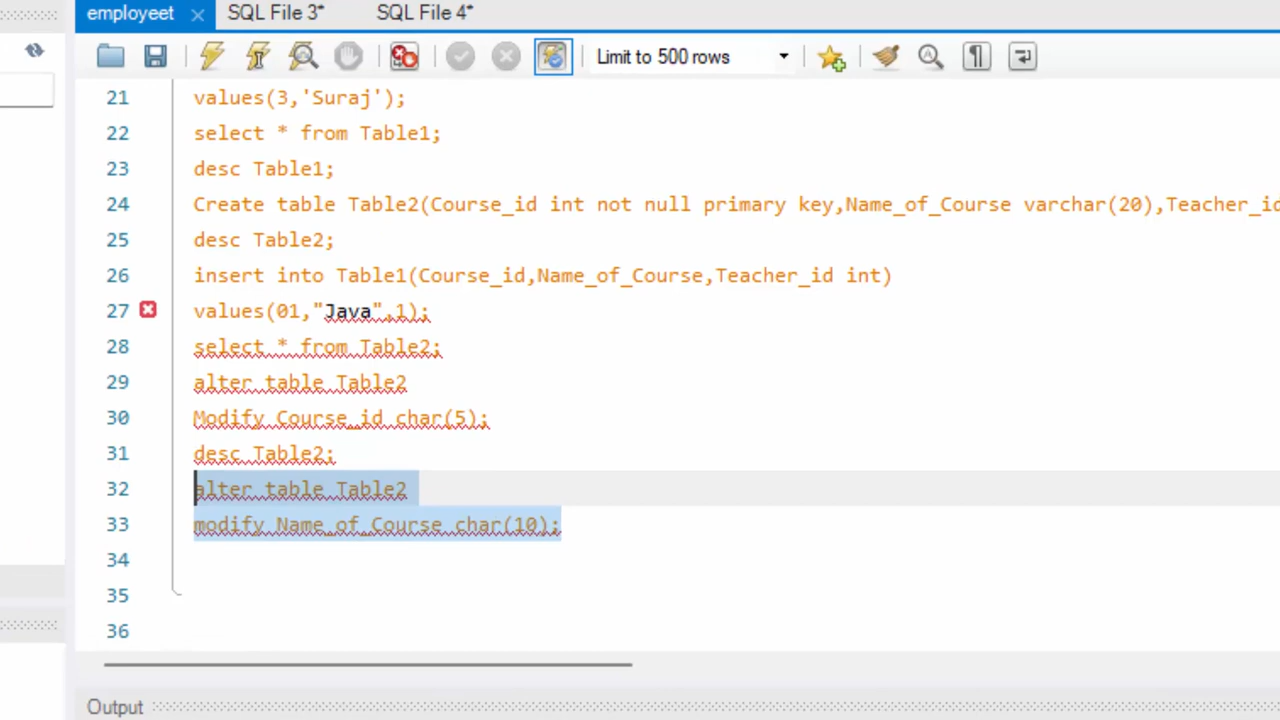 employeet SQL File 3* SQL File 4*
Limit to 500 rows
21 values(3,'Suraj');
22 select * from Table1;
23 desc Table1;
24 Create table Table2(Course_id int not null primary key,Name_of_Course varchar(20),Teacher_id
25 desc Table2;
26 insert into Table1(Course_id,Name_of_Course,Teacher_id int)
27 values(01,"Java",1);
28 select * from Table2;
29 alter table Table2
30 Modify Course_id char(5);
31 desc Table2;
32 alter table Table2
33 modify Name_of_Course char(10);
34
35
36
Output